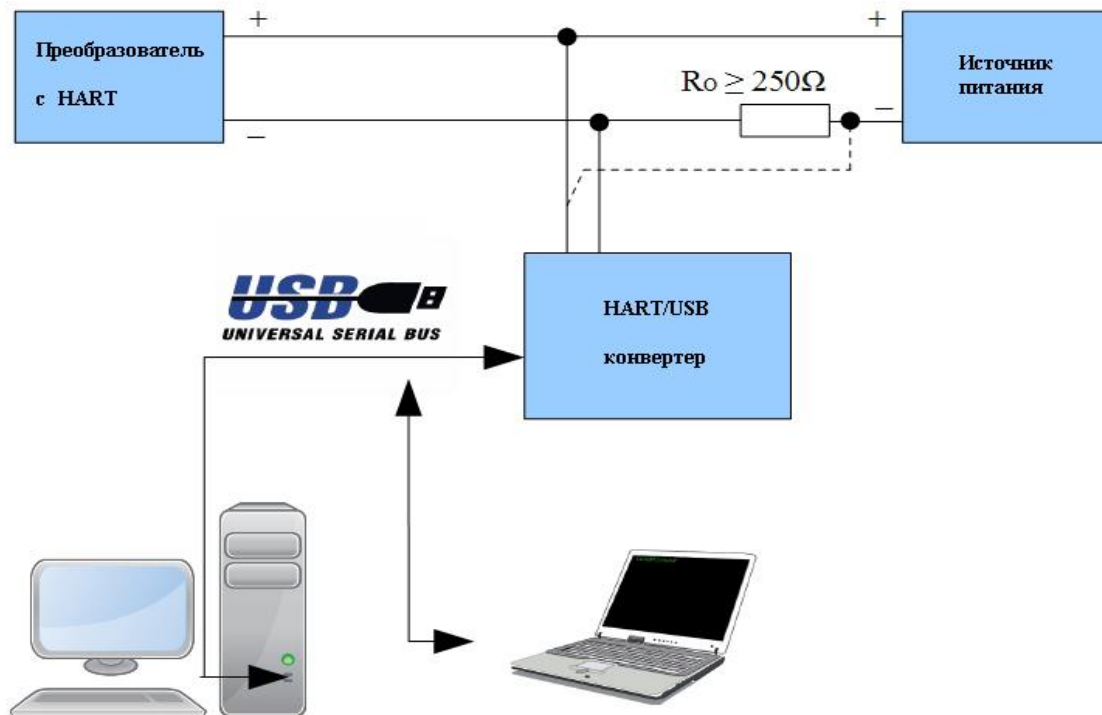 +
+
Преобразователь
с HART
Источник
питания
Ro ≥ 250Ω
−
−
USB
UNIVERSAL SERIAL BUS
HART/USB
конвертер